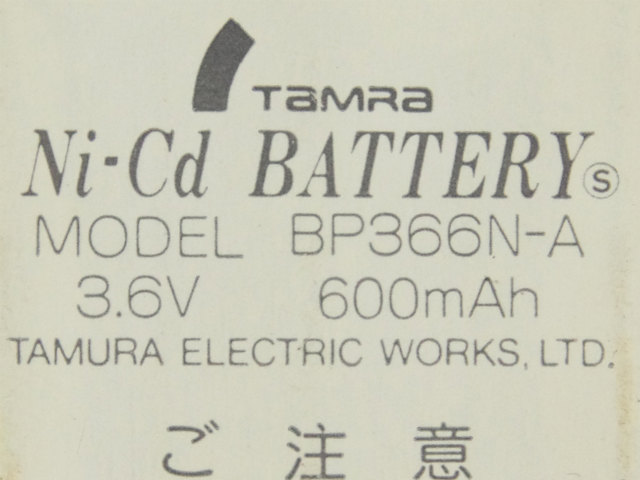 TAMRA
Ni-Cd BATTERY Ⓢ
MODEL BP366N-A
3.6V 600mAh
TAMURA ELECTRIC WORKS, LTD.
ご注意